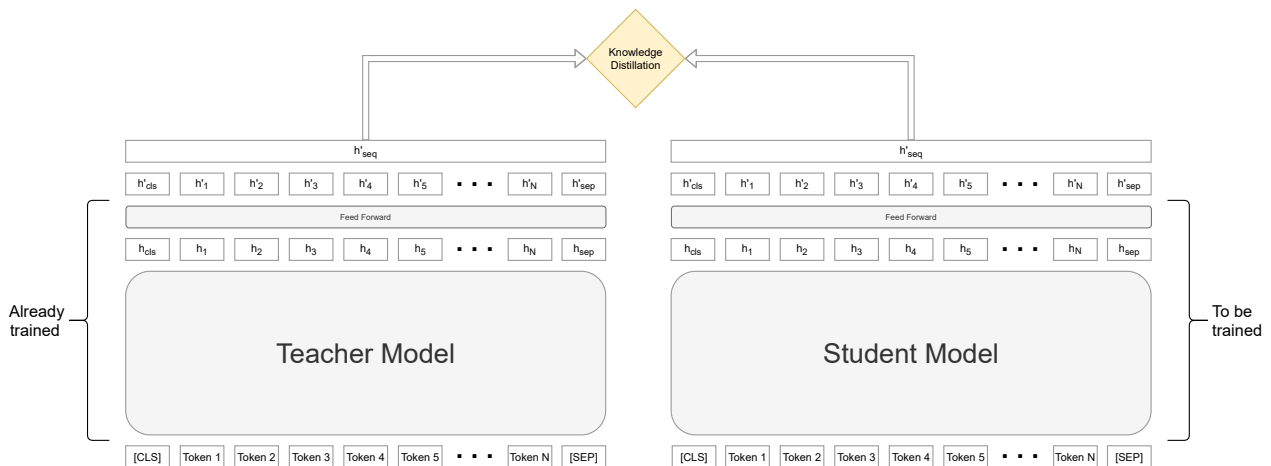 Knowledge
Distillation
h'seq h'seq
h'cls h'1 h'2 h'3 h'4 h'5 ... h'N h'sep h'cls h'1 h'2 h'3 h'4 h'5 ... h'N h'sep
Feed Forward Feed Forward
hcls h1 h2 h3 h4 h5 ... hN hsep hcls h1 h2 h3 h4 h5 ... hN hsep
Already
trained
Teacher Model
Student Model
To be
trained
[CLS] Token 1 Token 2 Token 3 Token 4 Token 5 ... Token N [SEP] [CLS] Token 1 Token 2 Token 3 Token 4 Token 5 ... Token N [SEP]